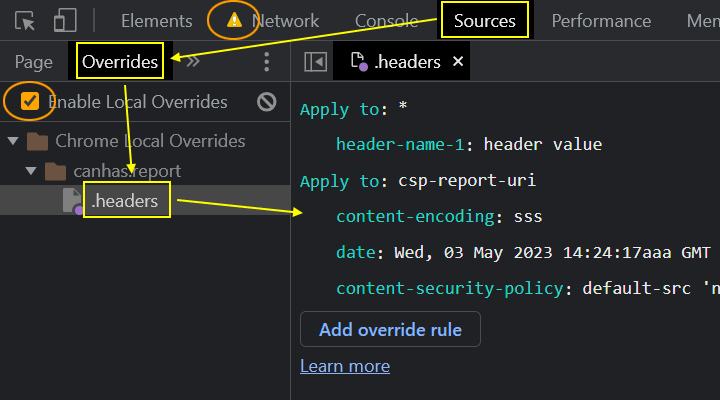 Elements Network Console Sources Performance Mem
Page Overrides »
.headers ×
Enable Local Overrides
Chrome Local Overrides
canhas.report
.headers
Apply to: *
header-name-1: header value
Apply to: csp-report-uri
content-encoding: sss
date: Wed, 03 May 2023 14:24:17aaa GMT
content-security-policy: default-src 'n
Add override rule
Learn more